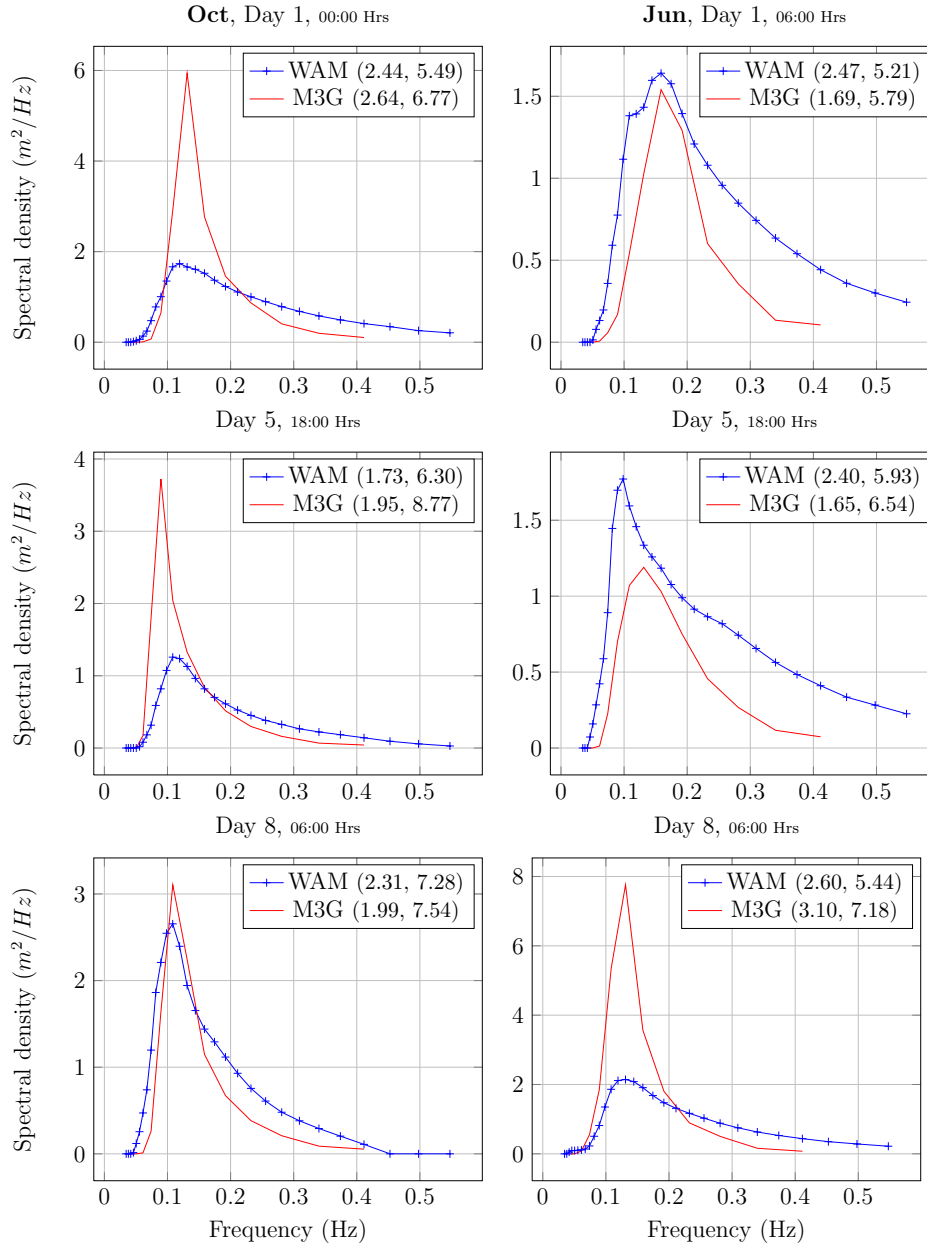 Oct, Day 1, 00:00 Hrs
WAM (2.44, 5.49)
M3G (2.64, 6.77)
6
4
2
0
0 0.1 0.2 0.3 0.4 0.5
Spectral density (m²/Hz)
Jun, Day 1, 06:00 Hrs
WAM (2.47, 5.21)
M3G (1.69, 5.79)
1.5
1
0.5
0
0 0.1 0.2 0.3 0.4 0.5
Day 5, 18:00 Hrs
WAM (1.73, 6.30)
M3G (1.95, 8.77)
4
3
2
1
0
0 0.1 0.2 0.3 0.4 0.5
Spectral density (m²/Hz)
Day 5, 18:00 Hrs
WAM (2.40, 5.93)
M3G (1.65, 6.54)
1.5
1
0.5
0
0 0.1 0.2 0.3 0.4 0.5
Day 8, 06:00 Hrs
WAM (2.31, 7.28)
M3G (1.99, 7.54)
3
2
1
0
0 0.1 0.2 0.3 0.4 0.5
Spectral density (m²/Hz)
Frequency (Hz)
Day 8, 06:00 Hrs
WAM (2.60, 5.44)
M3G (3.10, 7.18)
8
6
4
2
0
0 0.1 0.2 0.3 0.4 0.5
Frequency (Hz)